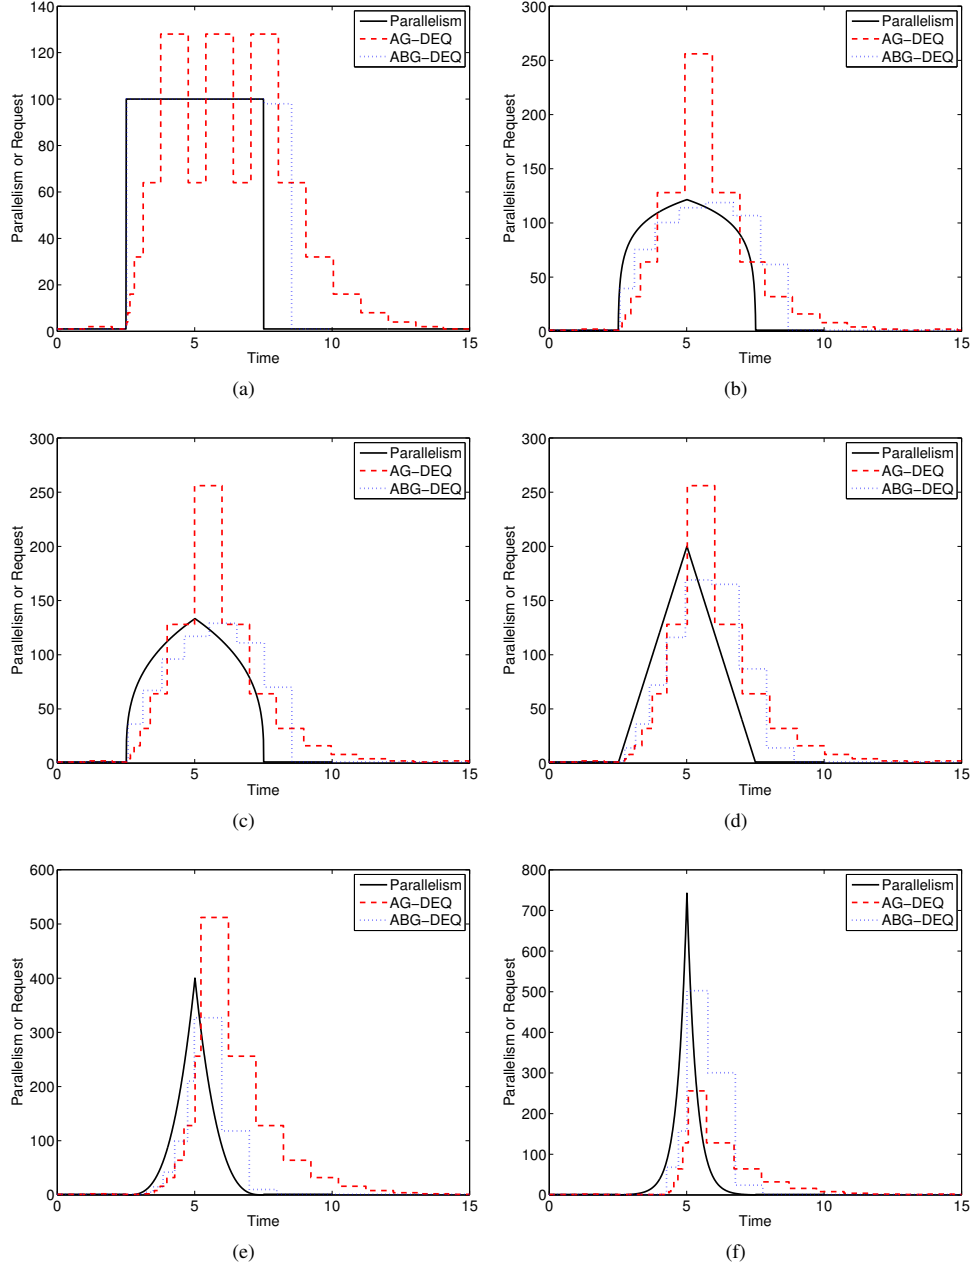 Parallelism
AG-DEQ
ABG-DEQ
140
120
100
80
60
40
20
0
Parallelism or Request
0
5
10
15
Time
(a)
Parallelism
AG-DEQ
ABG-DEQ
300
250
200
150
100
50
0
Parallelism or Request
0
5
10
15
Time
(b)
Parallelism
AG-DEQ
ABG-DEQ
300
250
200
150
100
50
0
Parallelism or Request
0
5
10
15
Time
(c)
Parallelism
AG-DEQ
ABG-DEQ
300
250
200
150
100
50
0
Parallelism or Request
0
5
10
15
Time
(d)
Parallelism
AG-DEQ
ABG-DEQ
600
500
400
300
200
100
0
Parallelism or Request
0
5
10
15
Time
(e)
Parallelism
AG-DEQ
ABG-DEQ
800
700
600
500
400
300
200
100
0
Parallelism or Request
0
5
10
15
Time
(f)